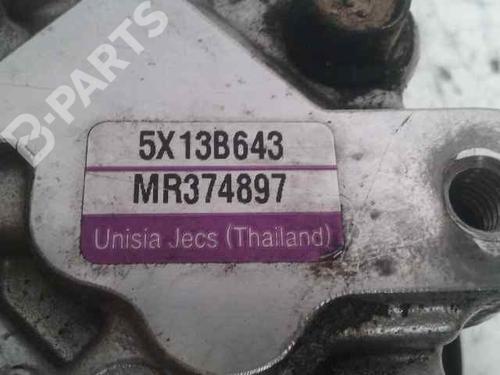 B-PARTS
5X13B643
MR374897
Unisia Jecs (Thailand)